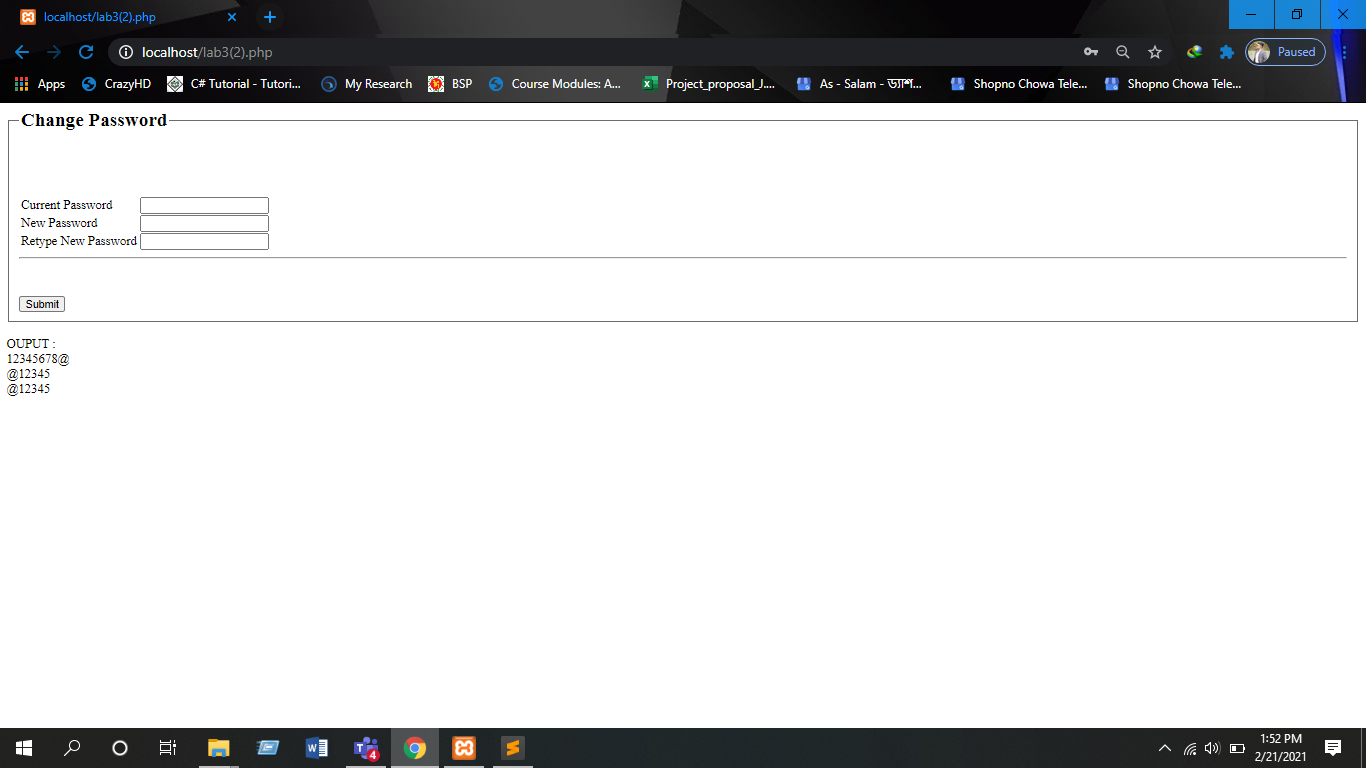 localhost/lab3(2).php
localhost/lab3(2).php
Paused
Apps
CrazyHD
C# Tutorial - Tutori...
My Research
BSP
Course Modules: A...
Project_proposal_J....
As - Salam - ড্যাশ...
Shopno Chowa Tele...
Shopno Chowa Tele...
Change Password
Current Password
New Password
Retype New Password
Submit
OUPUT :
12345678@
@12345
@12345
4
1:52 PM
2/21/2021